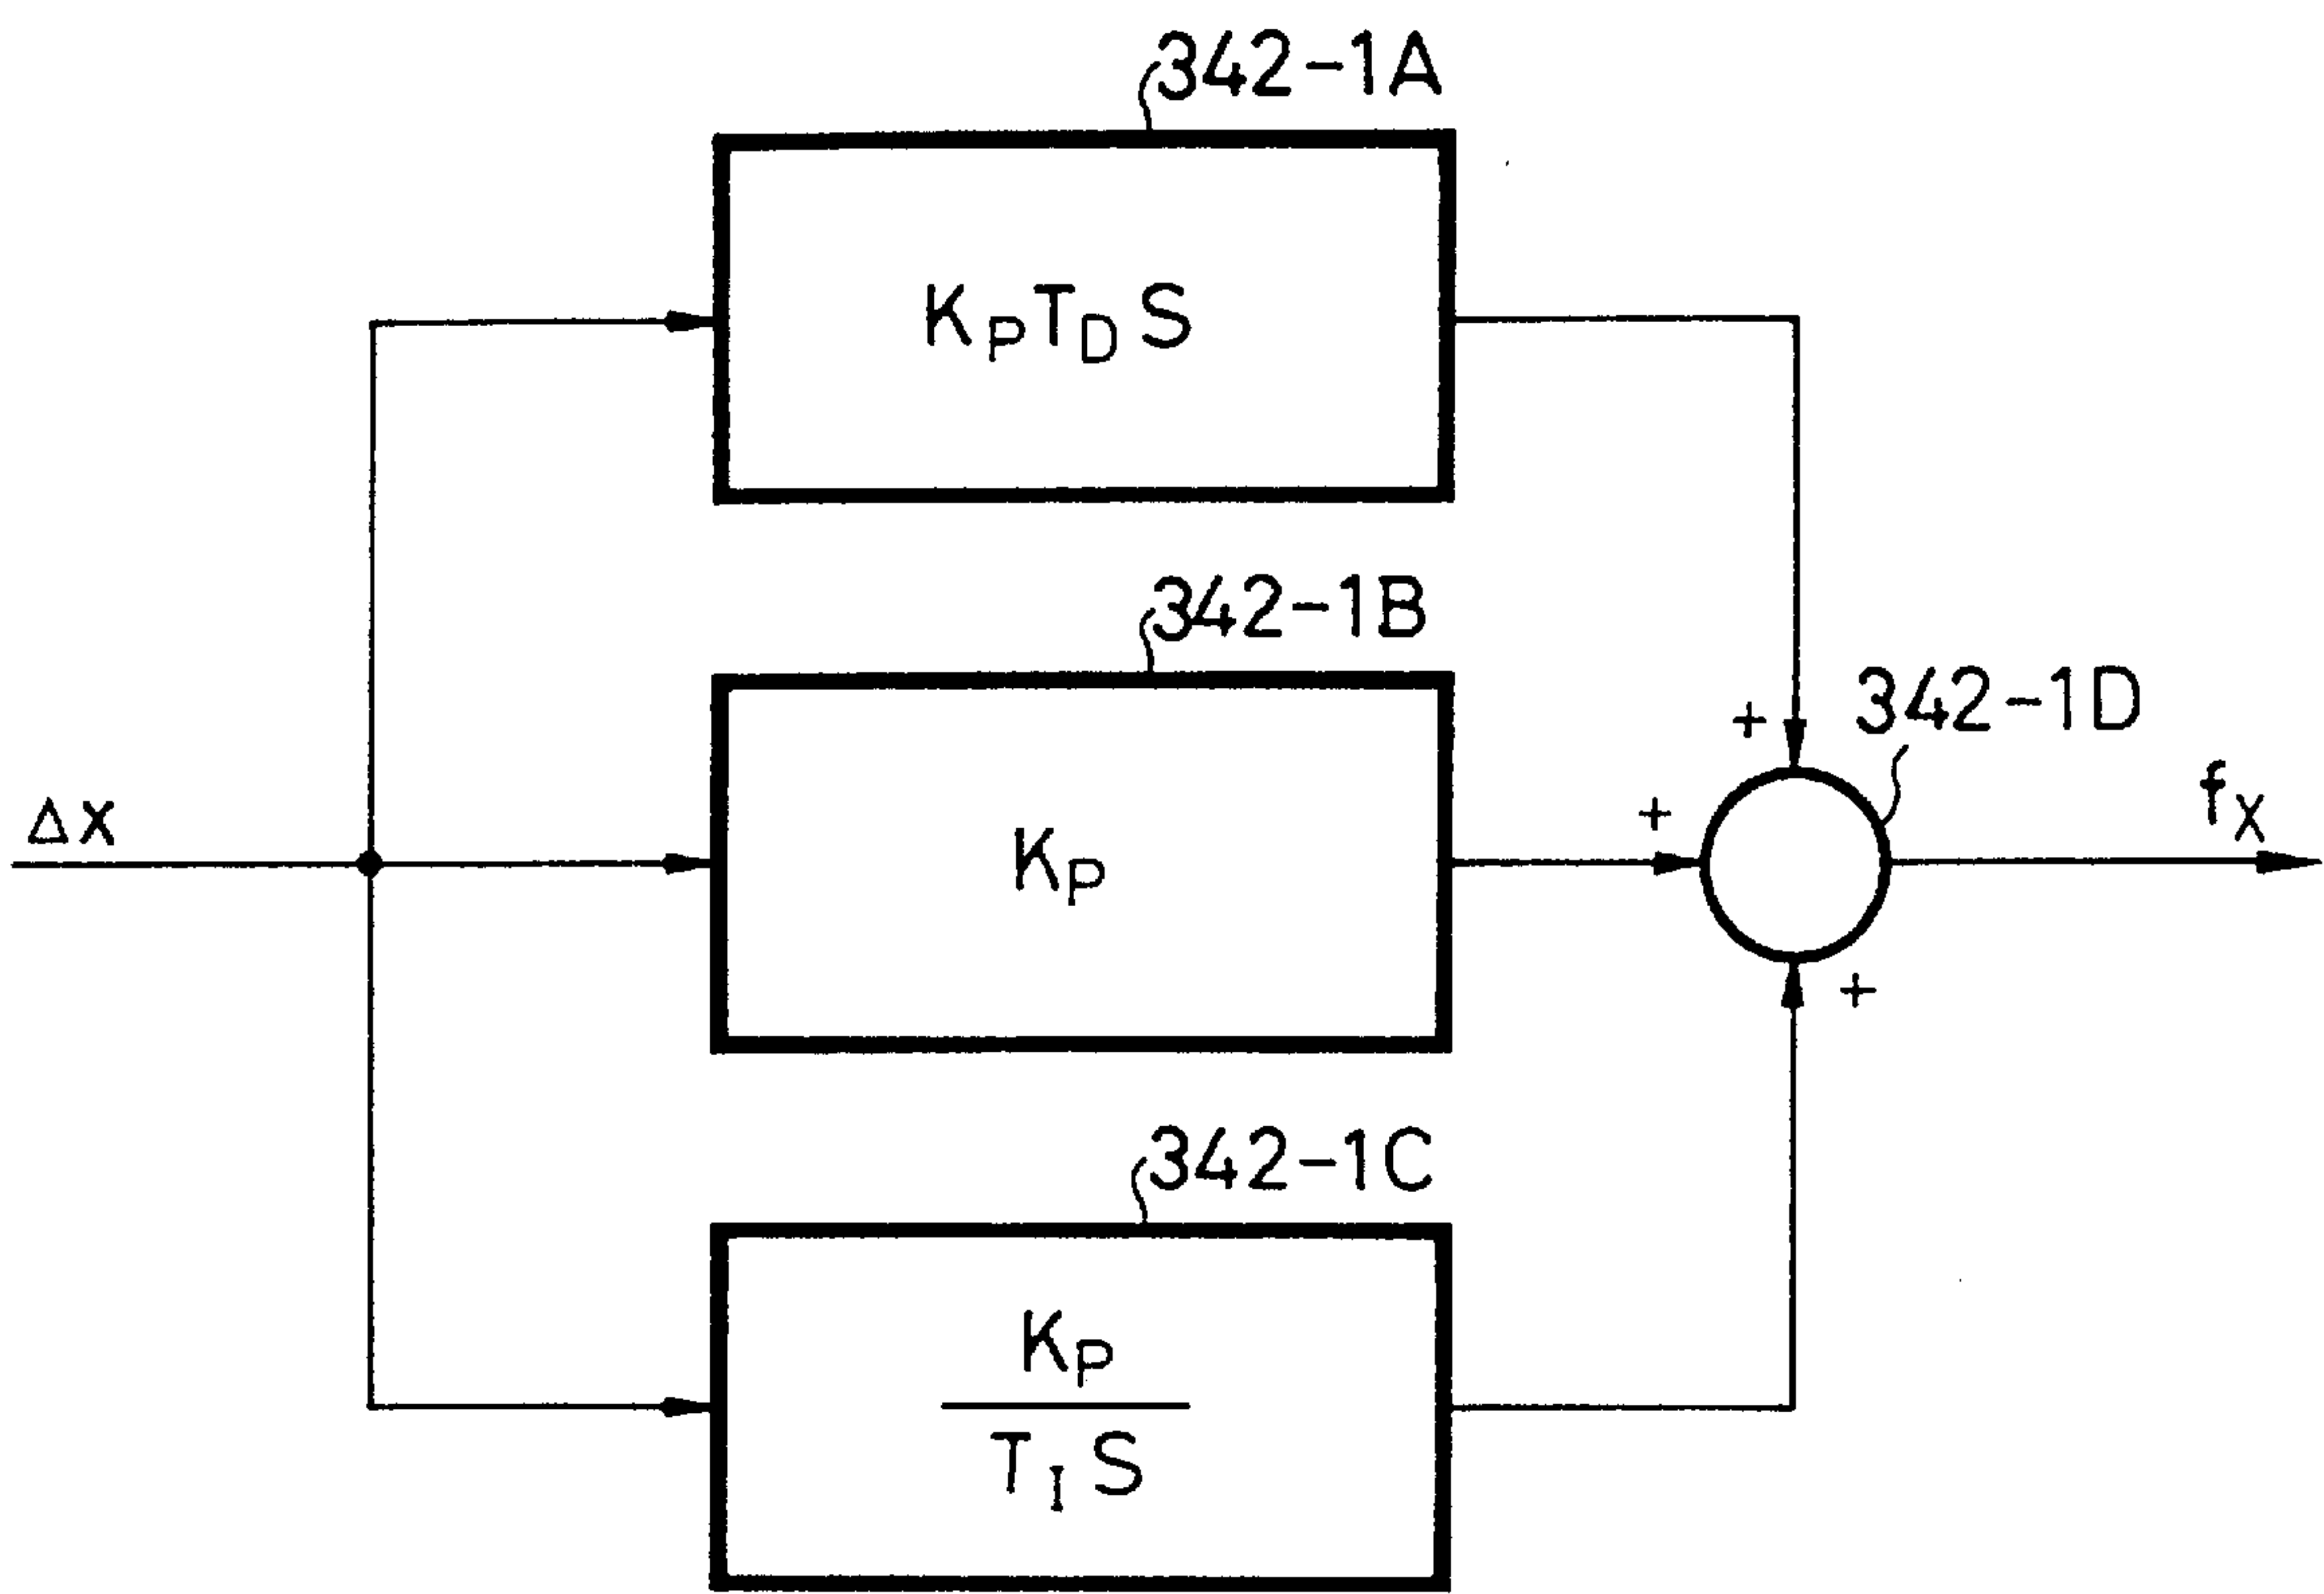 342-1A
KPTDS
342-1B
KP
342-1C
KP
TIS
Δx
+
+
+
342-1D
fX